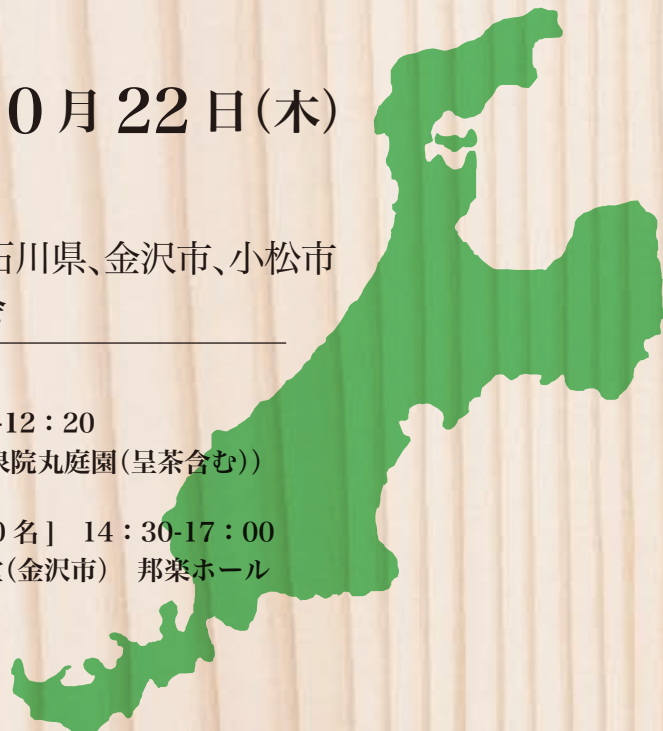 0月22日(木)
石川県、金沢市、小松市
-12：20
泉院丸庭園(呈茶含む))
0名］ 14：30-17：00
(金沢市) 邦楽ホール